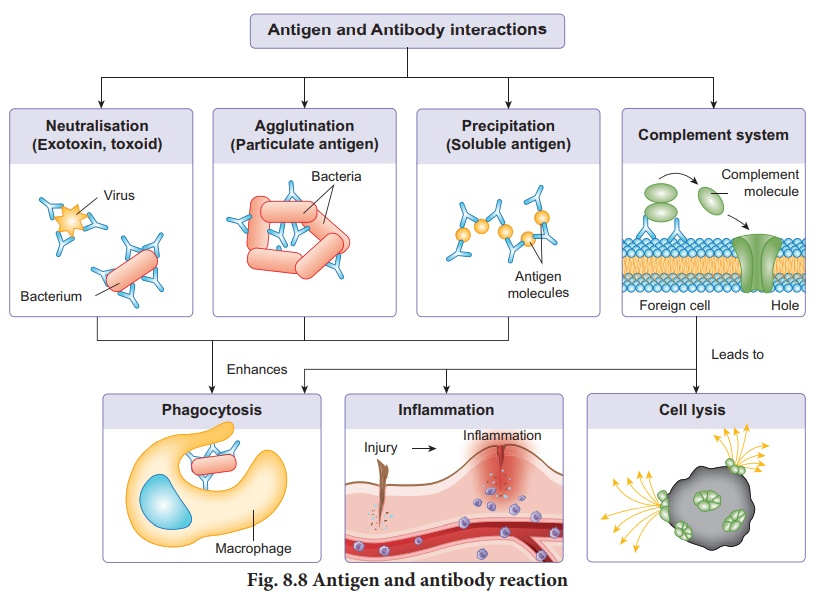 Antigen and Antibody interactions
Neutralisation
(Exotoxin, toxoid)
Virus
Bacterium
Agglutination
(Particulate antigen)
Bacteria
Precipitation
(Soluble antigen)
Antigen
molecules
Complement system
Complement
molecule
Foreign cell
Hole
Enhances
Leads to
Phagocytosis
Macrophage
Inflammation
Injury
Inflammation
Cell lysis
Fig. 8.8 Antigen and antibody reaction